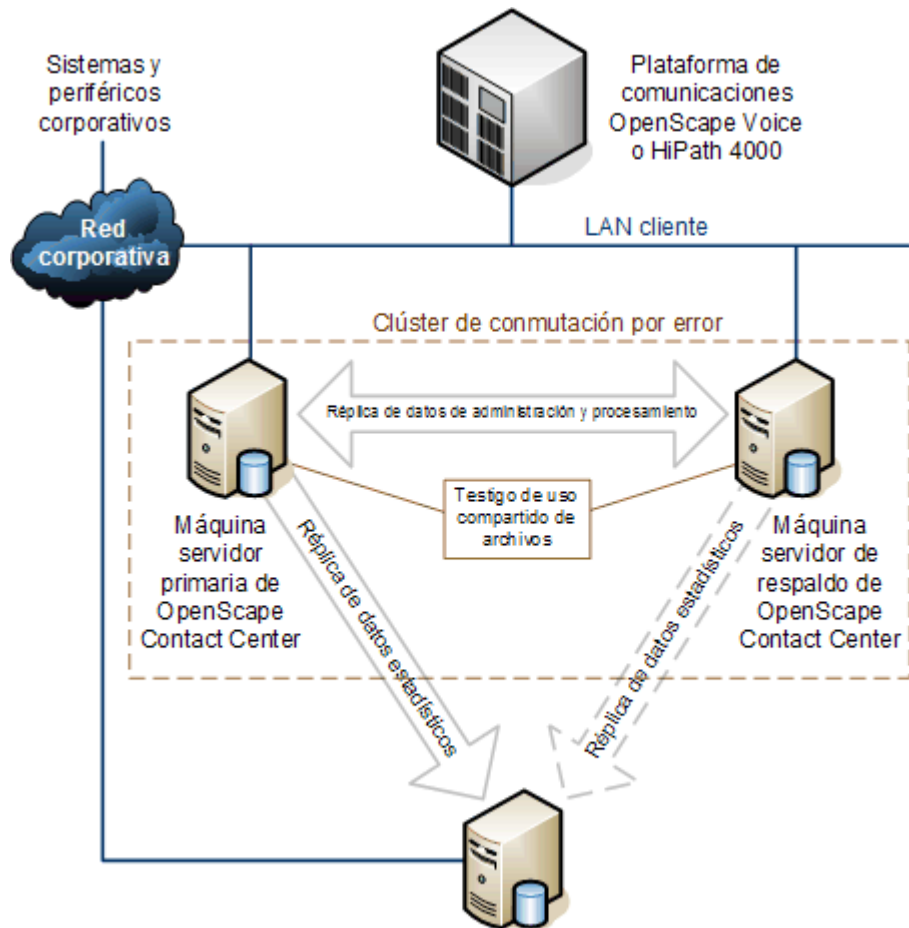 Sistemas y
periféricos
corporativos
Plataforma de
comunicaciones
OpenScape Voice
o HiPath 4000
Red
corporativa
LAN cliente
Clúster de conmutación por error
Réplica de datos de administración y procesamiento
Testigo de uso
compartido de
archivos
Máquina
servidor
primaria de
OpenScape
Contact Center
Réplica de datos estadísticos
Réplica de datos estadísticos
Máquina
servidor de
respaldo de
OpenScape
Contact Center